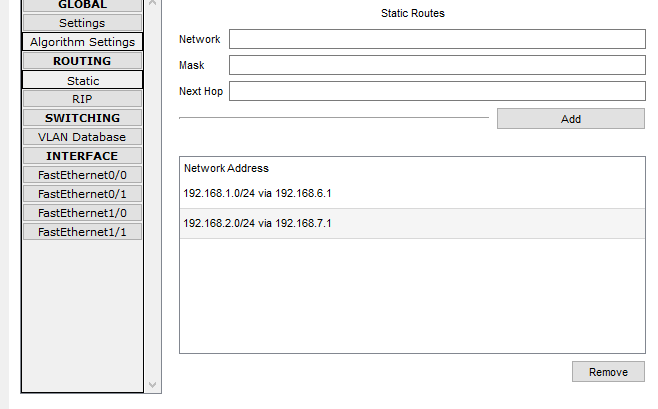 GLOBAL
Settings
Algorithm Settings
ROUTING
Static
RIP
SWITCHING
VLAN Database
INTERFACE
FastEthernet0/0
FastEthernet0/1
FastEthernet1/0
FastEthernet1/1
Static Routes
Network
Mask
Next Hop
Add
Network Address
192.168.1.0/24 via 192.168.6.1
192.168.2.0/24 via 192.168.7.1
Remove